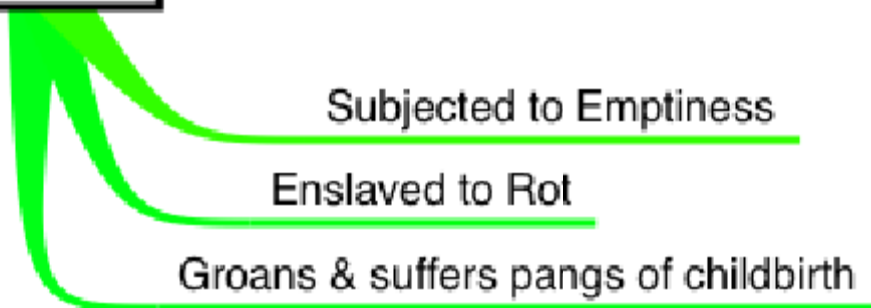 Subjected to Emptiness
Enslaved to Rot
Groans & suffers pangs of childbirth